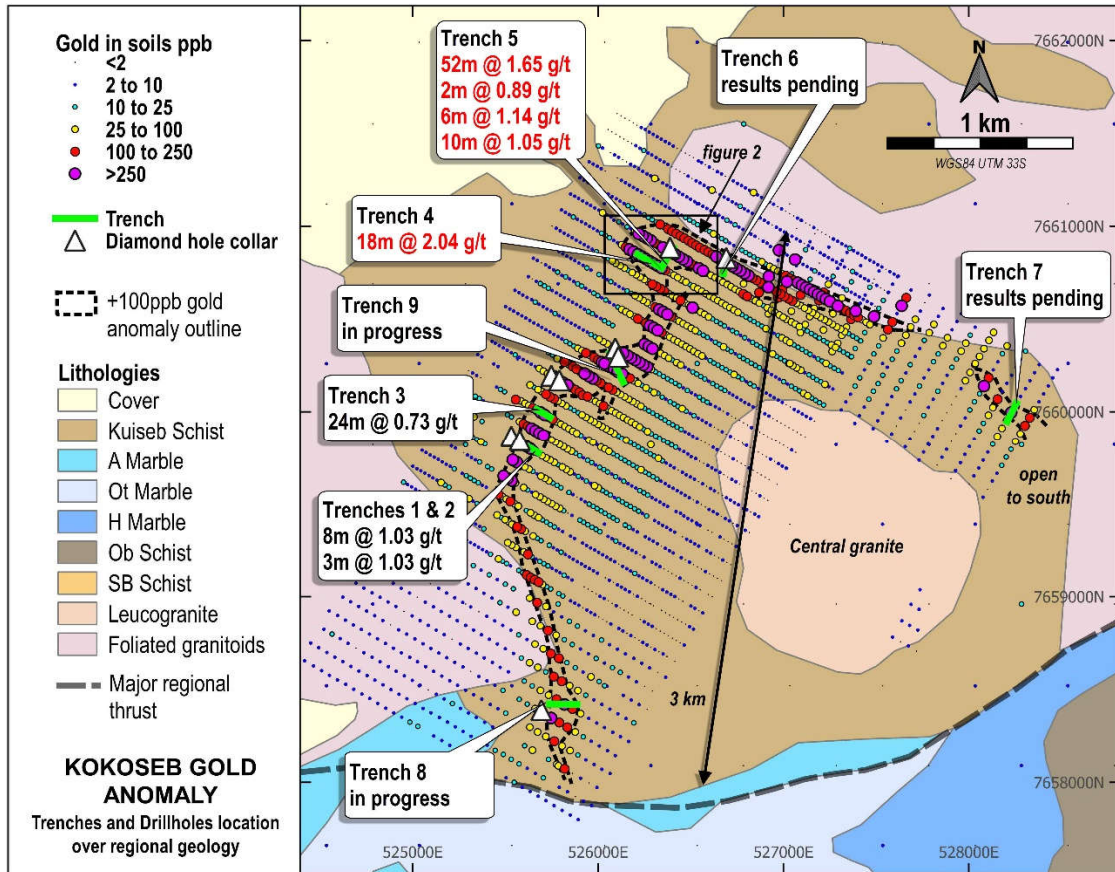 Gold in soils ppb
<2
2 to 10
10 to 25
25 to 100
100 to 250
>250
Trench
Diamond hole collar
+100ppb gold
anomaly outline
Lithologies
Cover
Kuiseb Schist
A Marble
Ot Marble
H Marble
Ob Schist
SB Schist
Leucogranite
Foliated granitoids
Major regional
thrust
KOKOSEB GOLD
ANOMALY
Trenches and Drillholes location
over regional geology
Trench 5
52m @ 1.65 g/t
2m @ 0.89 g/t
6m @ 1.14 g/t
10m @ 1.05 g/t
Trench 6
results pending
N
1 km
WGS84 UTM 33S
figure 2
Trench 4
18m @ 2.04 g/t
Trench 7
results pending
Trench 9
in progress
Trench 3
24m @ 0.73 g/t
Trenches 1 & 2
8m @ 1.03 g/t
3m @ 1.03 g/t
open
to south
Central granite
3 km
Trench 8
in progress
7662000N
7661000N
7660000N
7659000N
7658000N
525000E
526000E
527000E
528000E